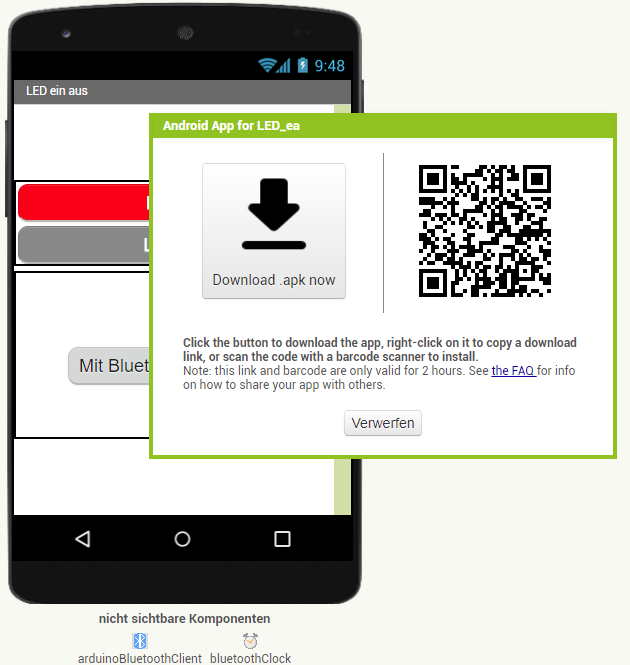 9:48
LED ein aus
Android App for LED_ea
Download .apk now
Mit Bluet
Click the button to download the app, right-click on it to copy a download
link, or scan the code with a barcode scanner to install.
Note: this link and barcode are only valid for 2 hours. See the FAQ for info
on how to share your app with others.
Verwerfen
nicht sichtbare Komponenten
arduinoBluetoothClient bluetoothClock